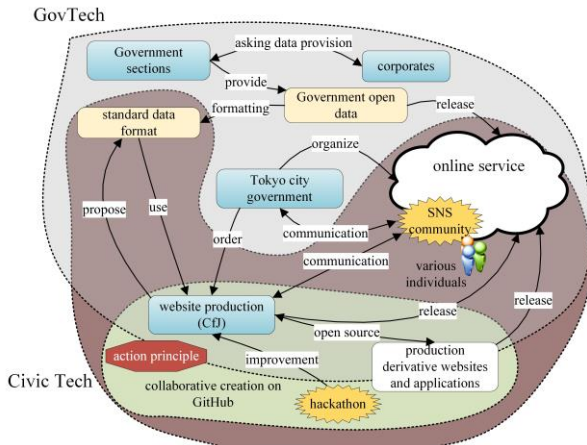 GovTech
Government
sections
asking data provision
corporates
provide
standard data
format
formatting
Government open
data
release
organize
online service
Tokyo city
government
SNS
community
propose
use
order
communication
communication
various
individuals
website production
(CfJ)
release
release
open source
action principle
improvement
production
derivative websites
and applications
Civic Tech
collaborative creation on
GitHub
hackathon